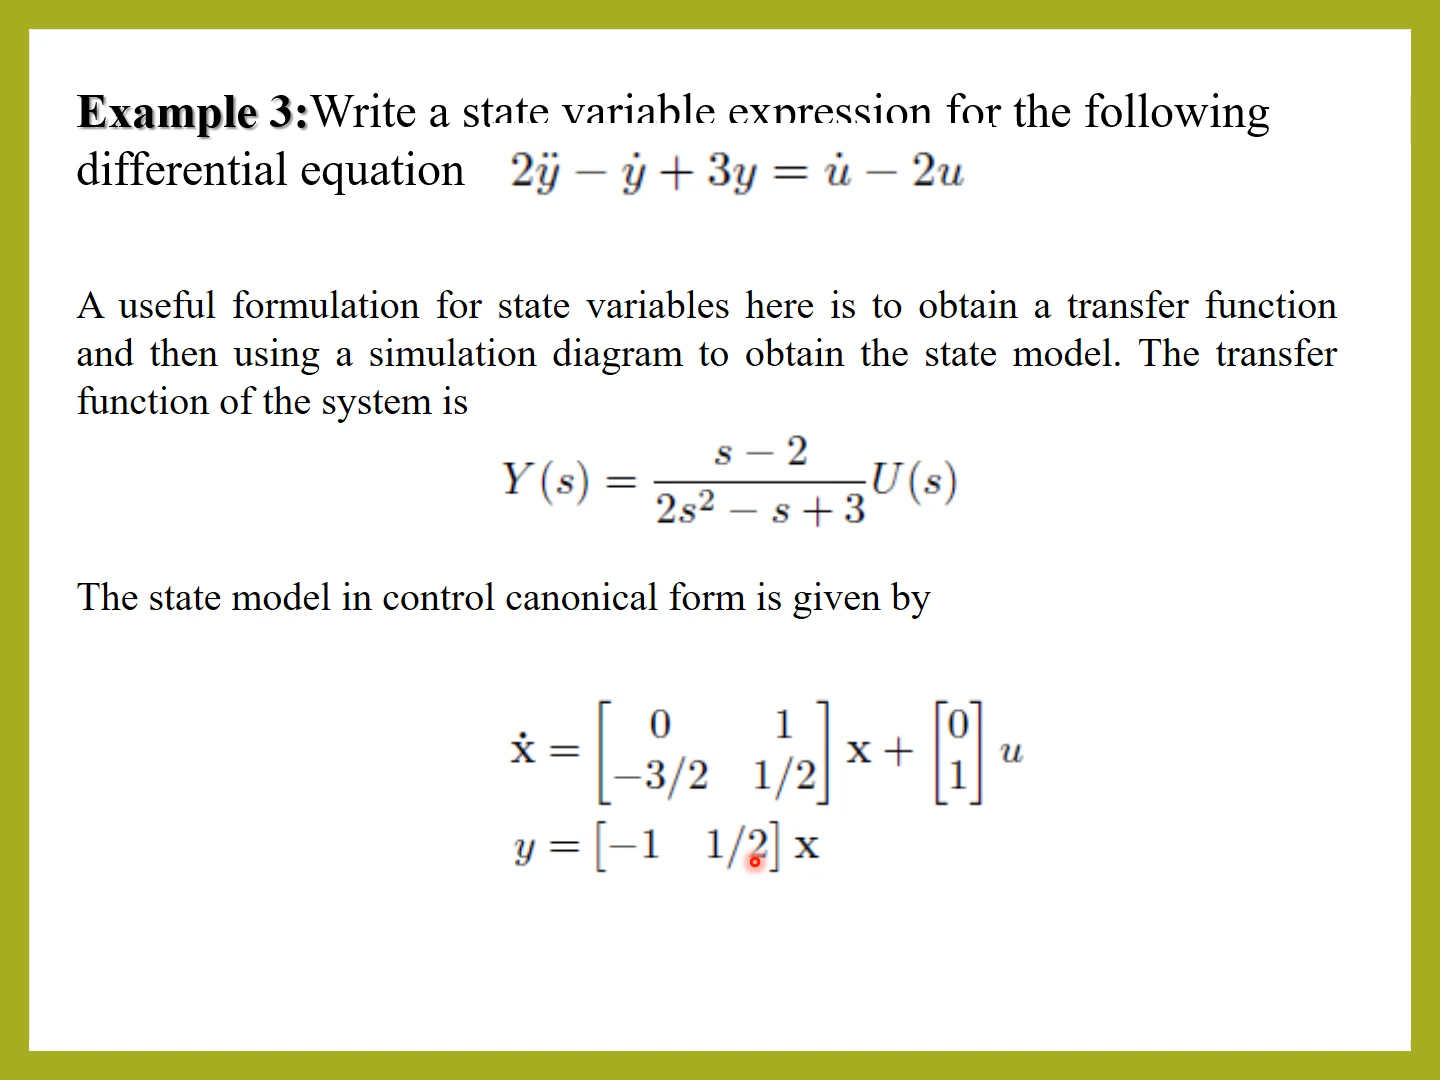 Example 3:Write a state variable expression for the following
differential equation 2ÿ − ẏ + 3y = u̇ − 2u
A useful formulation for state variables here is to obtain a transfer function
and then using a simulation diagram to obtain the state model. The transfer
function of the system is
s − 2
Y(s) = ———— U(s)
2s² − s + 3
The state model in control canonical form is given by
ẋ = [0 1; −3/2 1/2] x + [0; 1] u
y = [−1 1/2] x